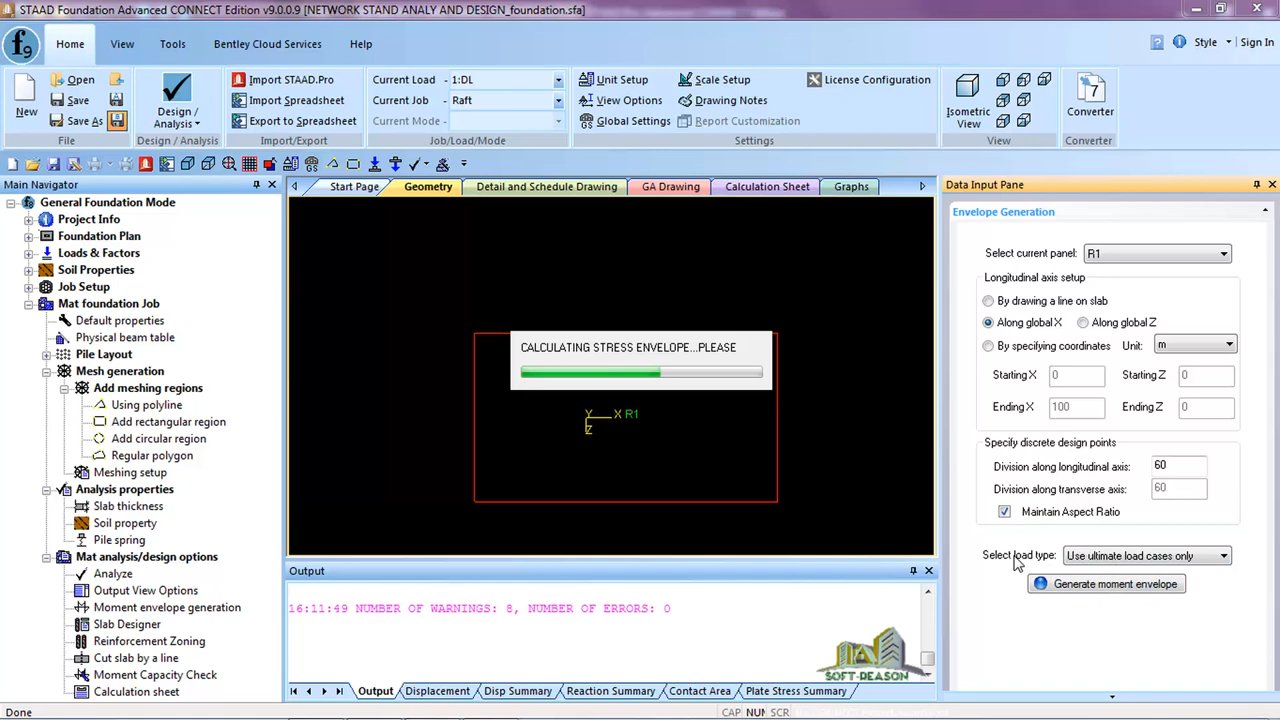 STAAD Foundation Advanced CONNECT Edition v9.0.0.9 [NETWORK STAND ANALY AND DESIGN_foundation.sfa]
Home View Tools Bentley Cloud Services Help Style Sign In
New Open Save Save As File
Design / Analysis Design / Analysis
Import STAAD.Pro Import Spreadsheet Export to Spreadsheet Import/Export
Current Load 1:DL Current Job Raft Current Mode - Job/Load/Mode
Unit Setup View Options Global Settings Scale Setup Drawing Notes Report Customization License Configuration Settings
Isometric View View
Converter Converter
Main Navigator
General Foundation Mode
Project Info
Foundation Plan
Loads & Factors
Soil Properties
Job Setup
Mat foundation Job
Default properties
Physical beam table
Pile Layout
Mesh generation
Add meshing regions
Using polyline
Add rectangular region
Add circular region
Regular polygon
Meshing setup
Analysis properties
Slab thickness
Soil property
Pile spring
Mat analysis/design options
Analyze
Output View Options
Moment envelope generation
Slab Designer
Reinforcement Zoning
Cut slab by a line
Moment Capacity Check
Calculation sheet
Start Page Geometry Detail and Schedule Drawing GA Drawing Calculation Sheet Graphs
CALCULATING STRESS ENVELOPE...PLEASE
Y X R1
Z
Output
16:11:49 NUMBER OF WARNINGS: 8, NUMBER OF ERRORS: 0
SOFT-REASON
Output Displacement Disp Summary Reaction Summary Contact Area Plate Stress Summary
Data Input Pane
Envelope Generation
Select current panel: R1
Longitudinal axis setup
By drawing a line on slab
Along global X Along global Z
By specifying coordinates Unit: m
Starting X 0 Starting Z 0
Ending X 100 Ending Z 0
Specify discrete design points
Division along longitudinal axis: 60
Division along transverse axis: 60
Maintain Aspect Ratio
Select load type: Use ultimate load cases only
Generate moment envelope
Done CAP NUM SCR